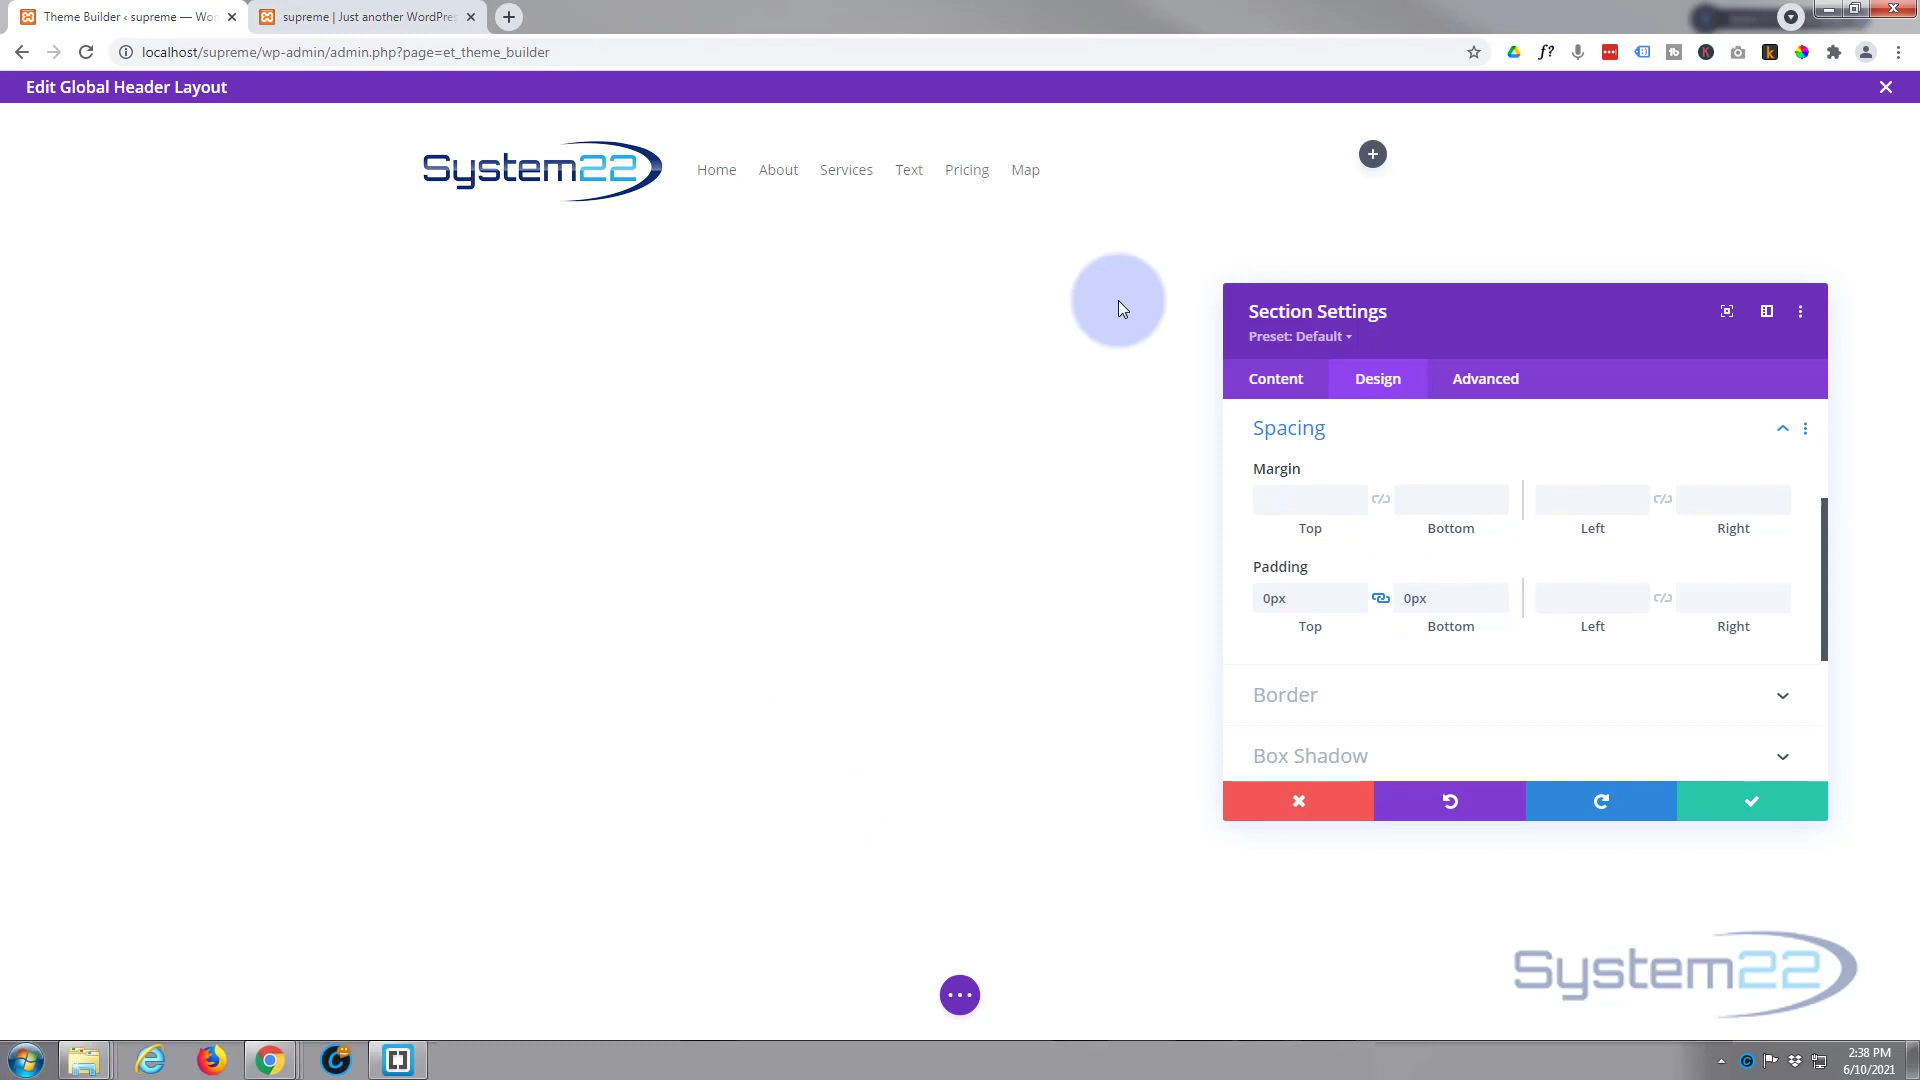 Theme Builder ‹ supreme — Wor
supreme | Just another WordPres
localhost/supreme/wp-admin/admin.php?page=et_theme_builder
Edit Global Header Layout
System22
Home About Services Text Pricing Map
Section Settings
Preset: Default
Content Design Advanced
Spacing
Margin
Top Bottom Left Right
Padding
0px 0px
Top Bottom Left Right
Border
Box Shadow
System22
2:38 PM
6/10/2021